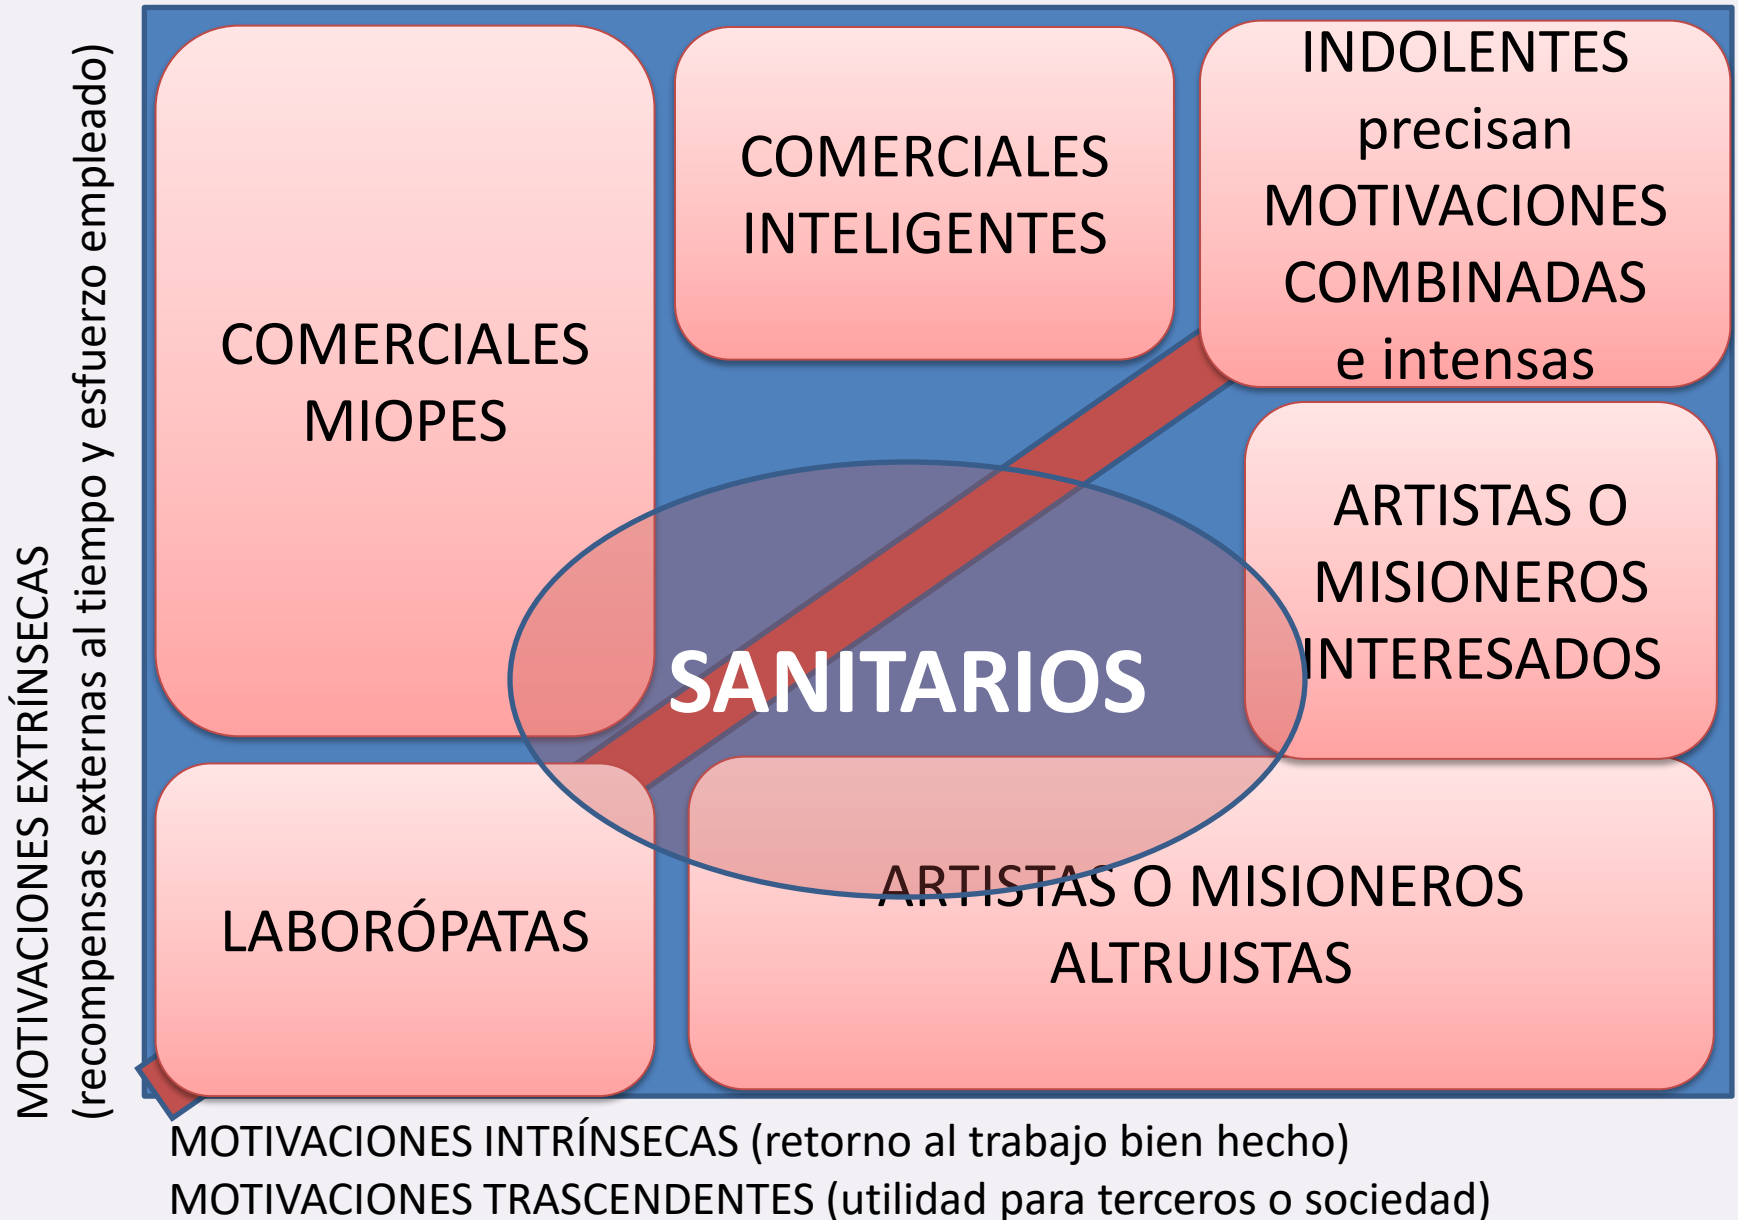 MOTIVACIONES EXTRÍNSECAS
(recompensas externas al tiempo y esfuerzo empleado)
COMERCIALES
MIOPES
COMERCIALES
INTELIGENTES
INDOLENTES
precisan
MOTIVACIONES
COMBINADAS
e intensas
ARTISTAS O
MISIONEROS
INTERESADOS
SANITARIOS
LABORÓPATAS
ARTISTAS O MISIONEROS
ALTRUISTAS
MOTIVACIONES INTRÍNSECAS (retorno al trabajo bien hecho)
MOTIVACIONES TRASCENDENTES (utilidad para terceros o sociedad)